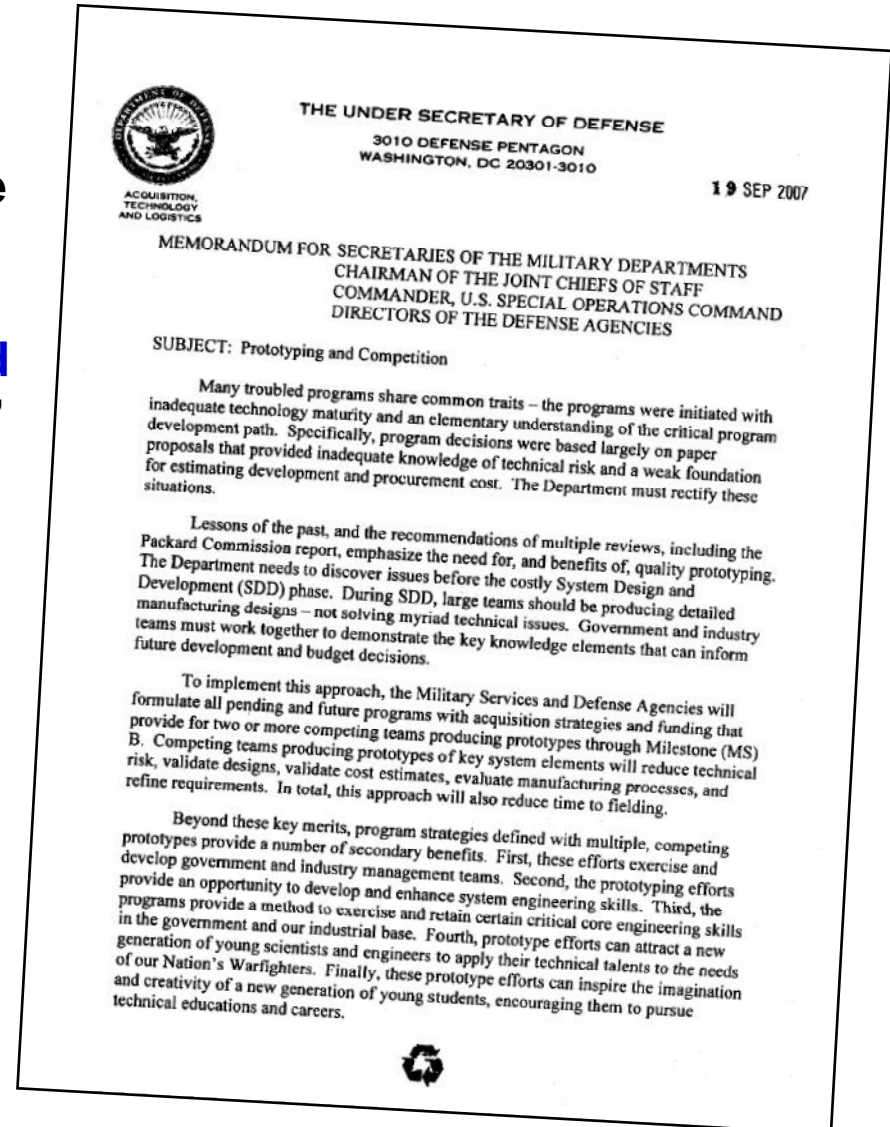 e
d
,
DEPARTMENT OF DEFENSE
ACQUISITION,
TECHNOLOGY
AND LOGISTICS
THE UNDER SECRETARY OF DEFENSE
3010 DEFENSE PENTAGON
WASHINGTON, DC 20301-3010
19 SEP 2007
MEMORANDUM FOR SECRETARIES OF THE MILITARY DEPARTMENTS
CHAIRMAN OF THE JOINT CHIEFS OF STAFF
COMMANDER, U.S. SPECIAL OPERATIONS COMMAND
DIRECTORS OF THE DEFENSE AGENCIES
SUBJECT: Prototyping and Competition
Many troubled programs share common traits – the programs were initiated with
inadequate technology maturity and an elementary understanding of the critical program
development path. Specifically, program decisions were based largely on paper
proposals that provided inadequate knowledge of technical risk and a weak foundation
for estimating development and procurement cost. The Department must rectify these
situations.
Lessons of the past, and the recommendations of multiple reviews, including the
Packard Commission report, emphasize the need for, and benefits of, quality prototyping.
The Department needs to discover issues before the costly System Design and
Development (SDD) phase. During SDD, large teams should be producing detailed
manufacturing designs – not solving myriad technical issues. Government and industry
teams must work together to demonstrate the key knowledge elements that can inform
future development and budget decisions.
To implement this approach, the Military Services and Defense Agencies will
formulate all pending and future programs with acquisition strategies and funding that
provide for two or more competing teams producing prototypes through Milestone (MS)
B. Competing teams producing prototypes of key system elements will reduce technical
risk, validate designs, validate cost estimates, evaluate manufacturing processes, and
refine requirements. In total, this approach will also reduce time to fielding.
Beyond these key merits, program strategies defined with multiple, competing
prototypes provide a number of secondary benefits. First, these efforts exercise and
develop government and industry management teams. Second, the prototyping efforts
provide an opportunity to develop and enhance system engineering skills. Third, the
programs provide a method to exercise and retain certain critical core engineering skills
in the government and our industrial base. Fourth, prototype efforts can attract a new
generation of young scientists and engineers to apply their technical talents to the needs
of our Nation's Warfighters. Finally, these prototype efforts can inspire the imagination
and creativity of a new generation of young students, encouraging them to pursue
technical educations and careers.